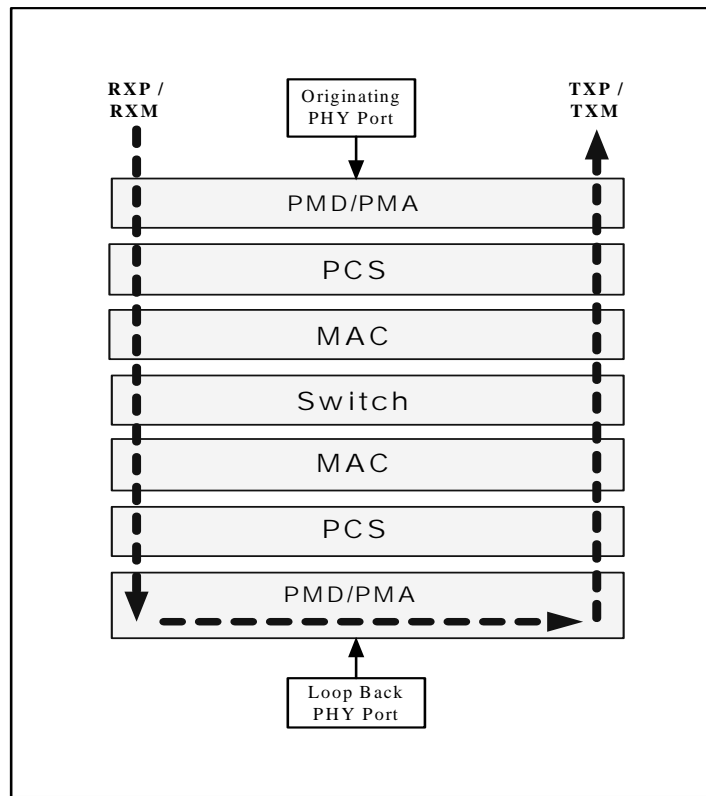 RXP /
RXM
Originating
PHY Port
TXP /
TXM
PMD/PMA
PCS
MAC
Switch
MAC
PCS
PMD/PMA
Loop Back
PHY Port